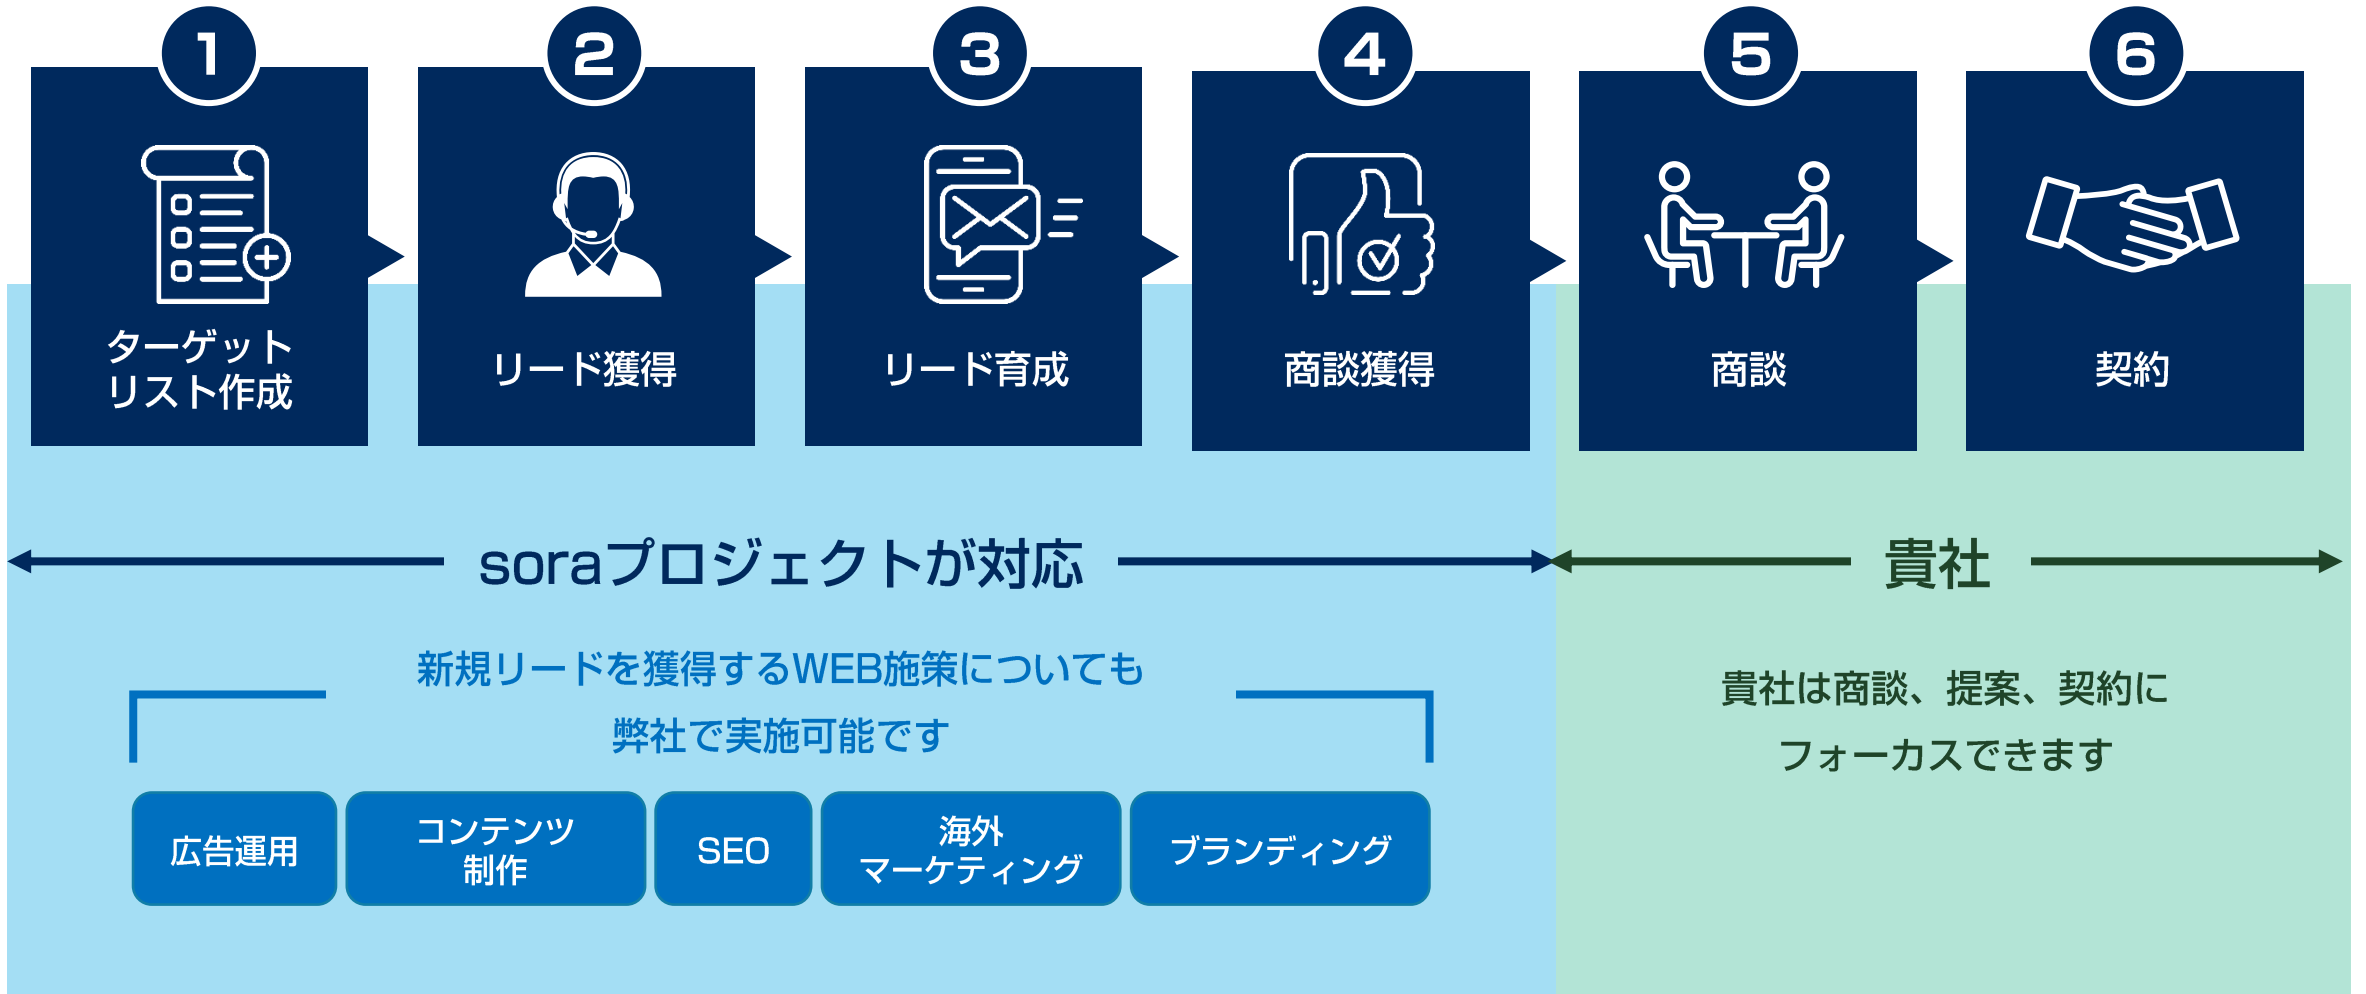 1
2
3
4
5
6
ターゲット
リスト作成
リード獲得
リード育成
商談獲得
商談
契約
soraプロジェクトが対応
貴社
新規リードを獲得するWEB施策についても
弊社で実施可能です
貴社は商談、提案、契約に
フォーカスできます
広告運用
コンテンツ
制作
SEO
海外
マーケティング
ブランディング